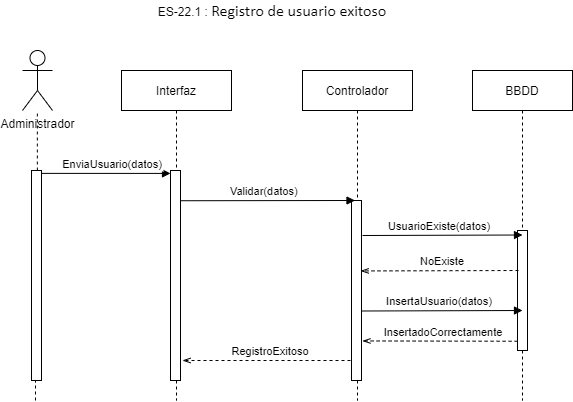 ES-22.1 : Registro de usuario exitoso
Interfaz
Controlador
BBDD
Administrador
EnviaUsuario(datos)
Validar(datos)
UsuarioExiste(datos)
NoExiste
InsertaUsuario(datos)
InsertadoCorrectamente
RegistroExitoso